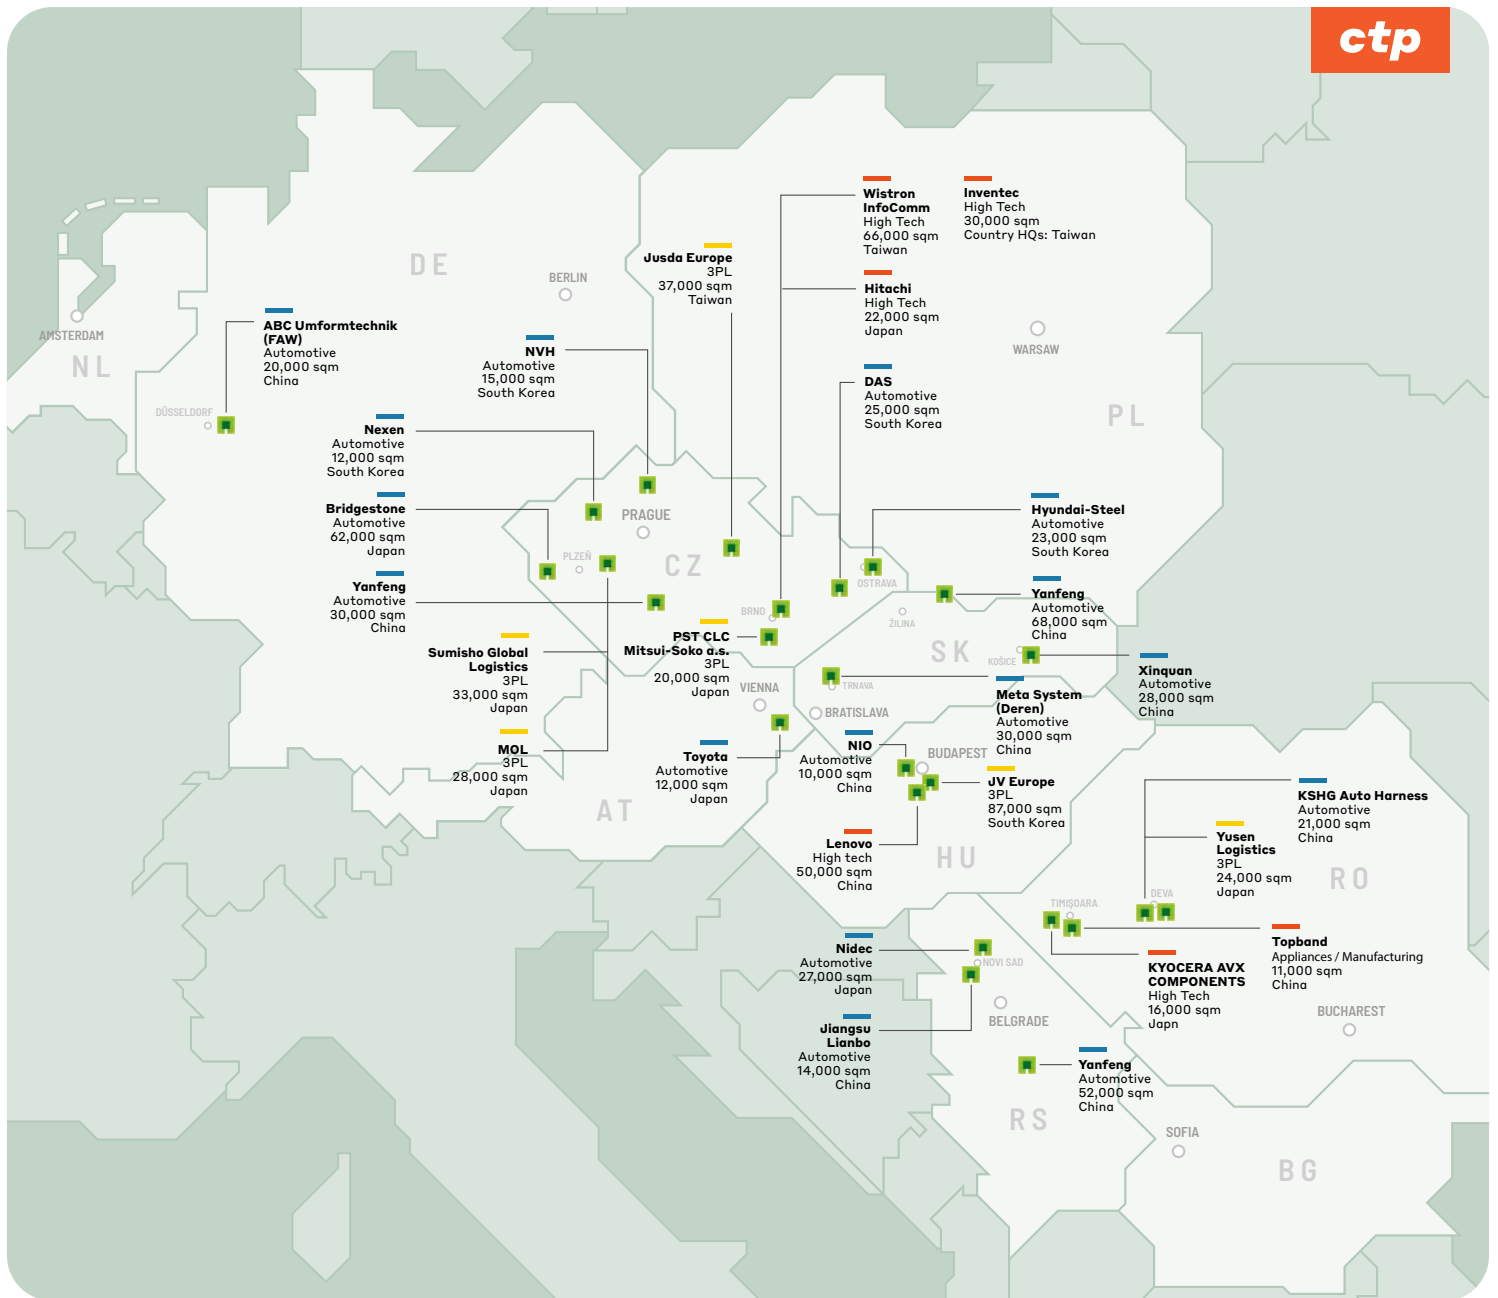 ctp
Wistron
InfoComm
High Tech
66,000 sqm
Taiwan
Inventec
High Tech
30,000 sqm
Country HQs: Taiwan
Jusda Europe
3PL
37,000 sqm
Taiwan
DE
BERLIN
Hitachi
High Tech
22,000 sqm
Japan
AMSTERDAM
NL
ABC Umformtechnik
(FAW)
Automotive
20,000 sqm
China
NVH
Automotive
15,000 sqm
South Korea
WARSAW
DAS
Automotive
25,000 sqm
South Korea
PL
DÜSSELDORF
Nexen
Automotive
12,000 sqm
South Korea
Bridgestone
Automotive
62,000 sqm
Japan
PRAGUE
PLZEŇ
CZ
Hyundai-Steel
Automotive
23,000 sqm
South Korea
OSTRAVA
Yanfeng
Automotive
30,000 sqm
China
BRNO
ŽILINA
Yanfeng
Automotive
68,000 sqm
China
Sumisho Global
Logistics
3PL
33,000 sqm
Japan
PST CLC
Mitsui-Soko a.s.
3PL
20,000 sqm
Japan
SK
KOŠICE
Xinquan
Automotive
28,000 sqm
China
VIENNA
TRNAVA
BRATISLAVA
Meta System
(Deren)
Automotive
30,000 sqm
China
MOL
3PL
28,000 sqm
Japan
Toyota
Automotive
12,000 sqm
Japan
NIO
Automotive
10,000 sqm
China
BUDAPEST
JV Europe
3PL
87,000 sqm
South Korea
AT
KSHG Auto Harness
Automotive
21,000 sqm
China
Lenovo
High tech
50,000 sqm
China
HU
Yusen
Logistics
3PL
24,000 sqm
Japan
RO
TIMIȘOARA
DEVA
Nidec
Automotive
27,000 sqm
Japan
NOVI SAD
Topband
Appliances / Manufacturing
11,000 sqm
China
KYOCERA AVX
COMPONENTS
High Tech
16,000 sqm
Japn
BELGRADE
BUCHAREST
Jiangsu
Lianbo
Automotive
14,000 sqm
China
Yanfeng
Automotive
52,000 sqm
China
RS
SOFIA
BG